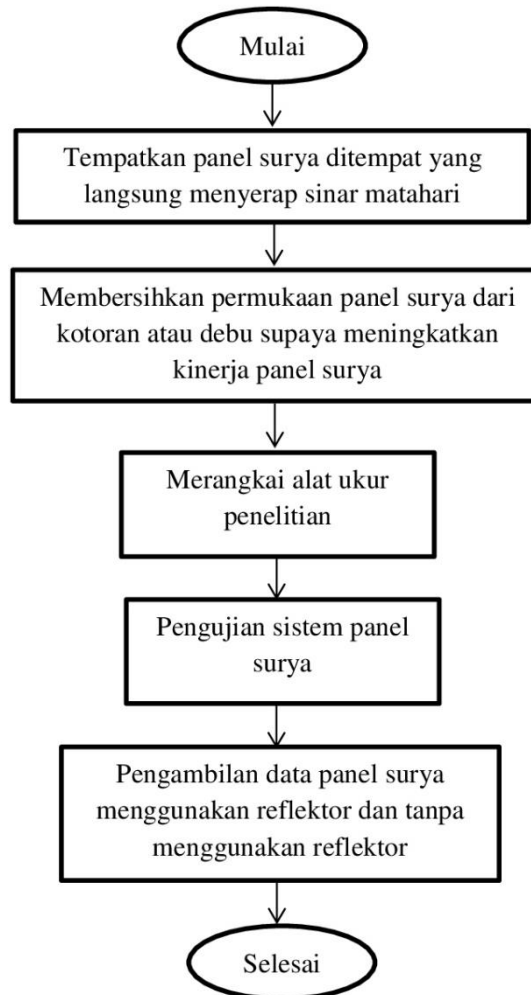 Mulai
Tempatkan panel surya ditempat yang
langsung menyerap sinar matahari
Membersihkan permukaan panel surya dari
kotoran atau debu supaya meningkatkan
kinerja panel surya
Merangkai alat ukur
penelitian
Pengujian sistem panel
surya
Pengambilan data panel surya
menggunakan reflektor dan tanpa
menggunakan reflektor
Selesai